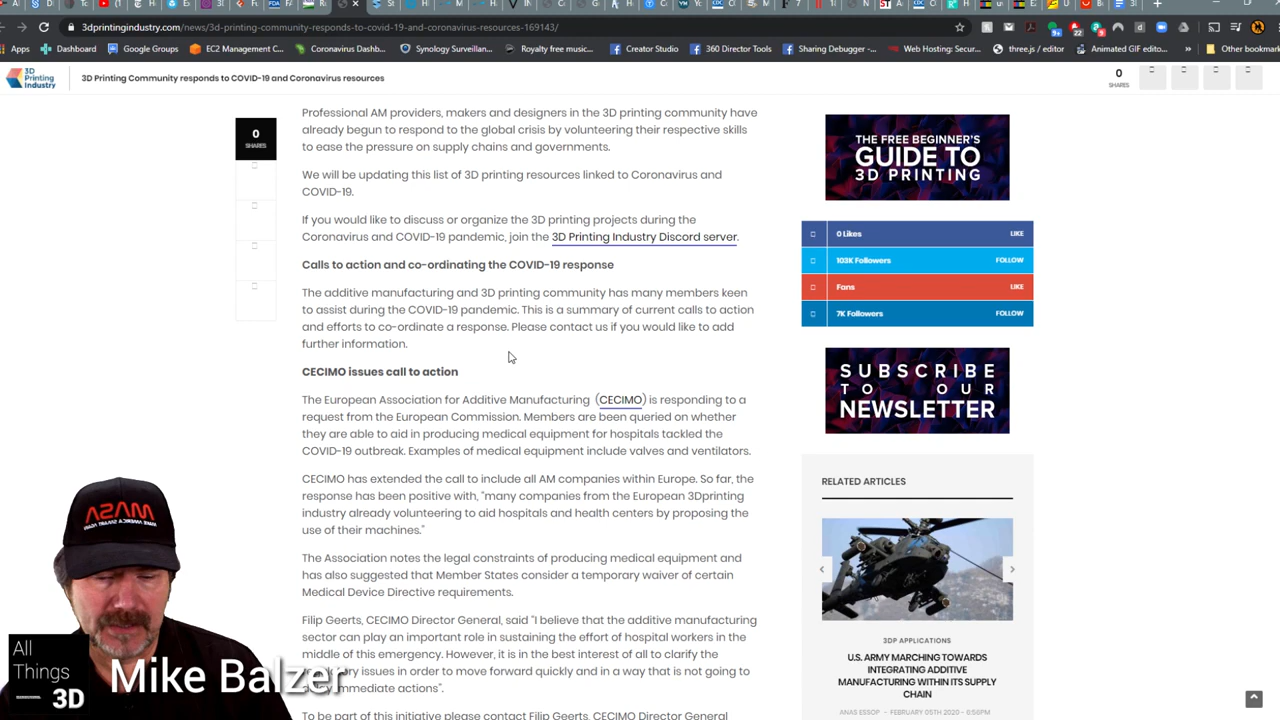 3dprintingindustry.com/news/3d-printing-community-responds-to-covid-19-and-coronavirus-resources-169143/
Apps
Dashboard
Google Groups
EC2 Management C...
Coronavirus Dashb...
Synology Surveillan...
Royalty free music...
Creator Studio
360 Director Tools
Sharing Debugger -...
Web Hosting: Secur...
three.js / editor
Animated GIF edito...
Other bookmark
3D
Printing
Industry
3D Printing Community responds to COVID-19 and Coronavirus resources
0
SHARES
0
SHARES
Professional AM providers, makers and designers in the 3D printing community have
already begun to respond to the global crisis by volunteering their respective skills
to ease the pressure on supply chains and governments.
We will be updating this list of 3D printing resources linked to Coronavirus and
COVID-19.
If you would like to discuss or organize the 3D printing projects during the
Coronavirus and COVID-19 pandemic, join the 3D Printing Industry Discord server.
Calls to action and co-ordinating the COVID-19 response
The additive manufacturing and 3D printing community has many members keen
to assist during the COVID-19 pandemic. This is a summary of current calls to action
and efforts to co-ordinate a response. Please contact us if you would like to add
further information.
CECIMO issues call to action
The European Association for Additive Manufacturing (CECIMO) is responding to a
request from the European Commission. Members are been queried on whether
they are able to aid in producing medical equipment for hospitals tackled the
COVID-19 outbreak. Examples of medical equipment include valves and ventilators.
CECIMO has extended the call to include all AM companies within Europe. So far, the
response has been positive with, "many companies from the European 3Dprinting
industry already volunteering to aid hospitals and health centers by proposing the
use of their machines."
The Association notes the legal constraints of producing medical equipment and
has also suggested that Member States consider a temporary waiver of certain
Medical Device Directive requirements.
Filip Geerts, CECIMO Director General, said "I believe that the additive manufacturing
sector can play an important role in sustaining the effort of hospital workers in the
middle of this emergency. However, it is in the best interest of all to clarify the
ry issues in order to move forward quickly and in a way that is not going to
mmediate actions".
To be part of this initiative please contact Filip Geerts, CECIMO Director General
THE FREE BEGINNER'S
GUIDE TO
3D PRINTING
0 Likes
LIKE
103K Followers
FOLLOW
Fans
LIKE
7K Followers
FOLLOW
SUBSCRIBE
TO OUR
NEWSLETTER
RELATED ARTICLES
3DP APPLICATIONS
U.S. ARMY MARCHING TOWARDS
INTEGRATING ADDITIVE
MANUFACTURING WITHIN ITS SUPPLY
CHAIN
ANAS ESSOP - FEBRUARY 05TH 2020 - 6:56PM
All
Things
3D
Mike Balzer